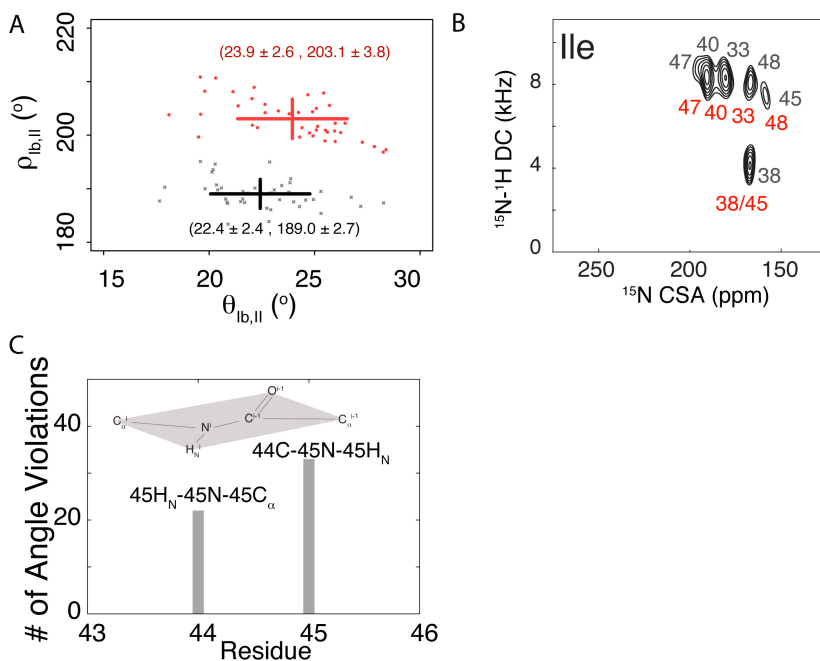 A
220
200
180
ρIb,II (°)
(23.9 ± 2.6 , 203.1 ± 3.8)
(22.4 ± 2.4 , 189.0 ± 2.7)
15 20 25 30
θIb,II (°)
B
Ile
8
4
0
15N-1H DC (kHz)
40 33
47 48
45
47 40 33 48
38
38/45
250 200 150
15N CSA (ppm)
C
# of Angle Violations
40
20
0
Oi-1
Cαi Ni Ci-1 Cαi-1
HNi
44C-45N-45HN
45HN-45N-45Cα
43 44 45 46
Residue